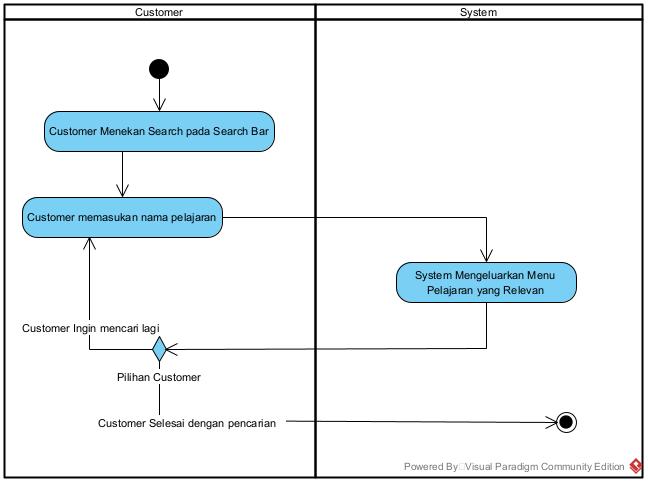 Customer
System
Customer Menekan Search pada Search Bar
Customer memasukan nama pelajaran
System Mengeluarkan Menu
Pelajaran yang Relevan
Customer Ingin mencari lagi
Pilihan Customer
Customer Selesai dengan pencarian
Powered By Visual Paradigm Community Edition